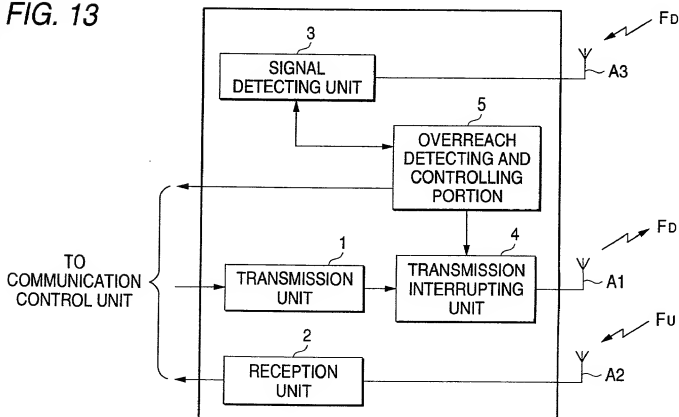 FIG. 13
3
SIGNAL
DETECTING UNIT
FD
A3
5
OVERREACH
DETECTING AND
CONTROLLING
PORTION
TO
COMMUNICATION
CONTROL UNIT
1
TRANSMISSION
UNIT
4
TRANSMISSION
INTERRUPTING
UNIT
FD
A1
2
RECEPTION
UNIT
FU
A2